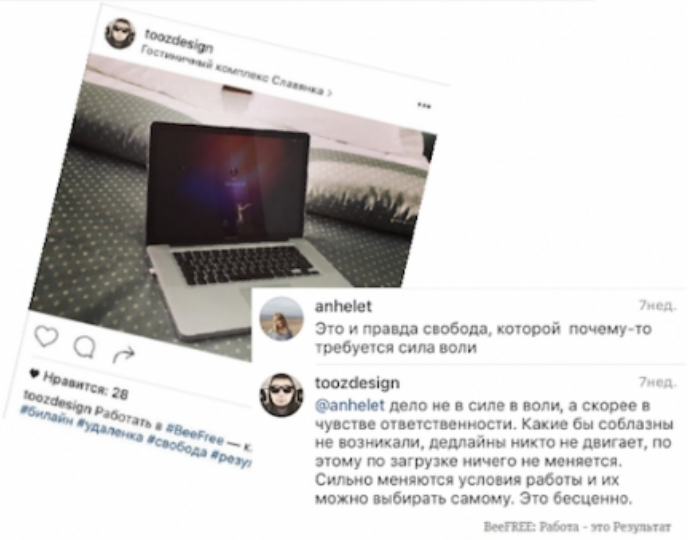 toozdesign
Гостиничный комплекс Славянка >
Нравится: 28
toozdesign Работать в #BeeFree — к.
#билайн #удаленка #свобода #резул
anhelet 7нед.
Это и правда свобода, которой почему-то
требуется сила воли
toozdesign 7нед.
@anhelet дело не в силе в воли, а скорее в
чувстве ответственности. Какие бы соблазны
не возникали, дедлайны никто не двигает, по
этому по загрузке ничего не меняется.
Сильно меняются условия работы и их
можно выбирать самому. Это бесценно.
BeeFREE: Работа - это Результат